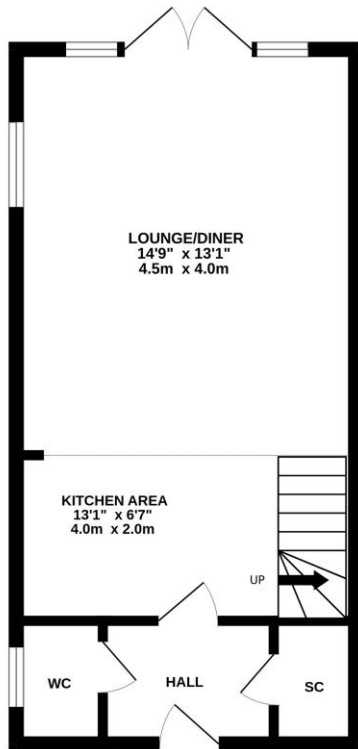 LOUNGE/DINER
14'9" x 13'1"
4.5m x 4.0m
KITCHEN AREA
13'1" x 6'7"
4.0m x 2.0m
UP
WC
HALL
SC